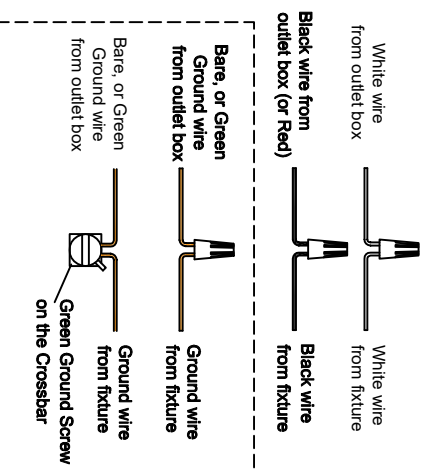 White wire
from outlet box
White wire
from fixture
Black wire from
outlet box (or Red)
Black wire
from fixture
Bare, or Green
Ground wire
from outlet box
Ground wire
from fixture
Bare, or Green
Ground wire
from outlet box
Ground wire
from fixture
Green Ground Screw
on the Crossbar